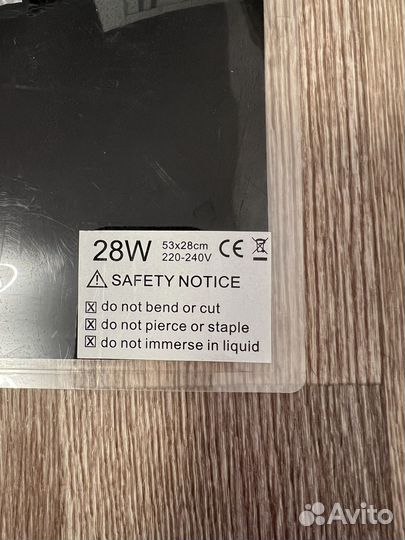 28W 53x28cm CE
220-240V
⚠ SAFETY NOTICE
☒ do not bend or cut
☒ do not pierce or staple
☒ do not immerse in liquid
Avito